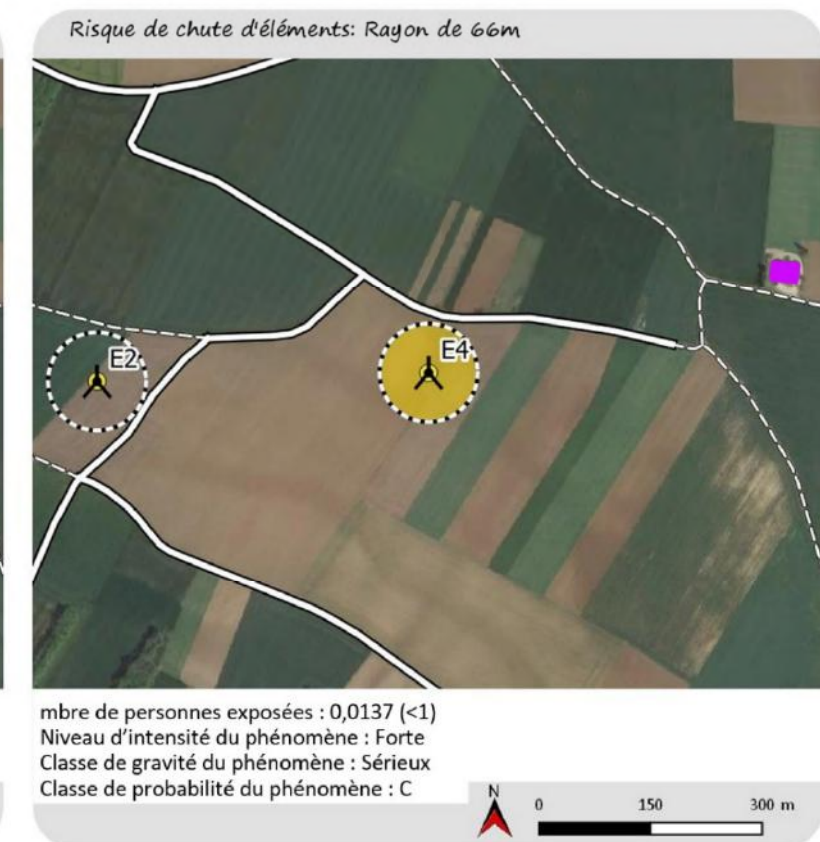 Risque de chute d'éléments: Rayon de 66m
E2
E4
mbre de personnes exposées : 0,0137 (<1)
Niveau d'intensité du phénomène : Forte
Classe de gravité du phénomène : Sérieux
Classe de probabilité du phénomène : C
N
0 150 300 m